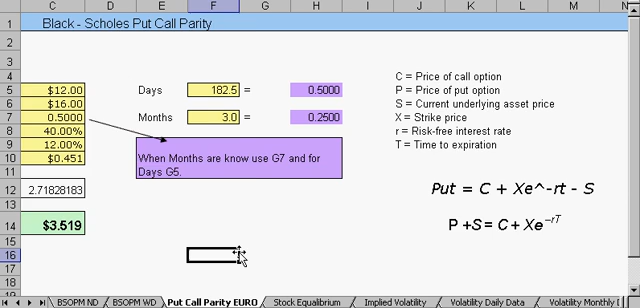 C D E F G H I J K L M N
1 Black - Scholes Put Call Parity
2
3
4 C = Price of call option
5 $12.00 Days 182.5 = 0.5000 P = Price of put option
6 $16.00 S = Current underlying asset price
7 0.5000 Months 3.0 = 0.2500 X = Strike price
8 40.00% r = Risk-free interest rate
9 12.00% T = Time to expiration
10 $0.451 When Months are know use G7 and for
11 Days G5.
12 2.71828183 Put = C + Xe^-rt - S
13
14 $3.519 P +S = C + Xe^-rT
15
16
17
18
19
BSOPM ND BSOPM WD Put Call Parity EURO Stock Equilibrium Implied Volatility Volatility Daily Data Volatility Monthly (